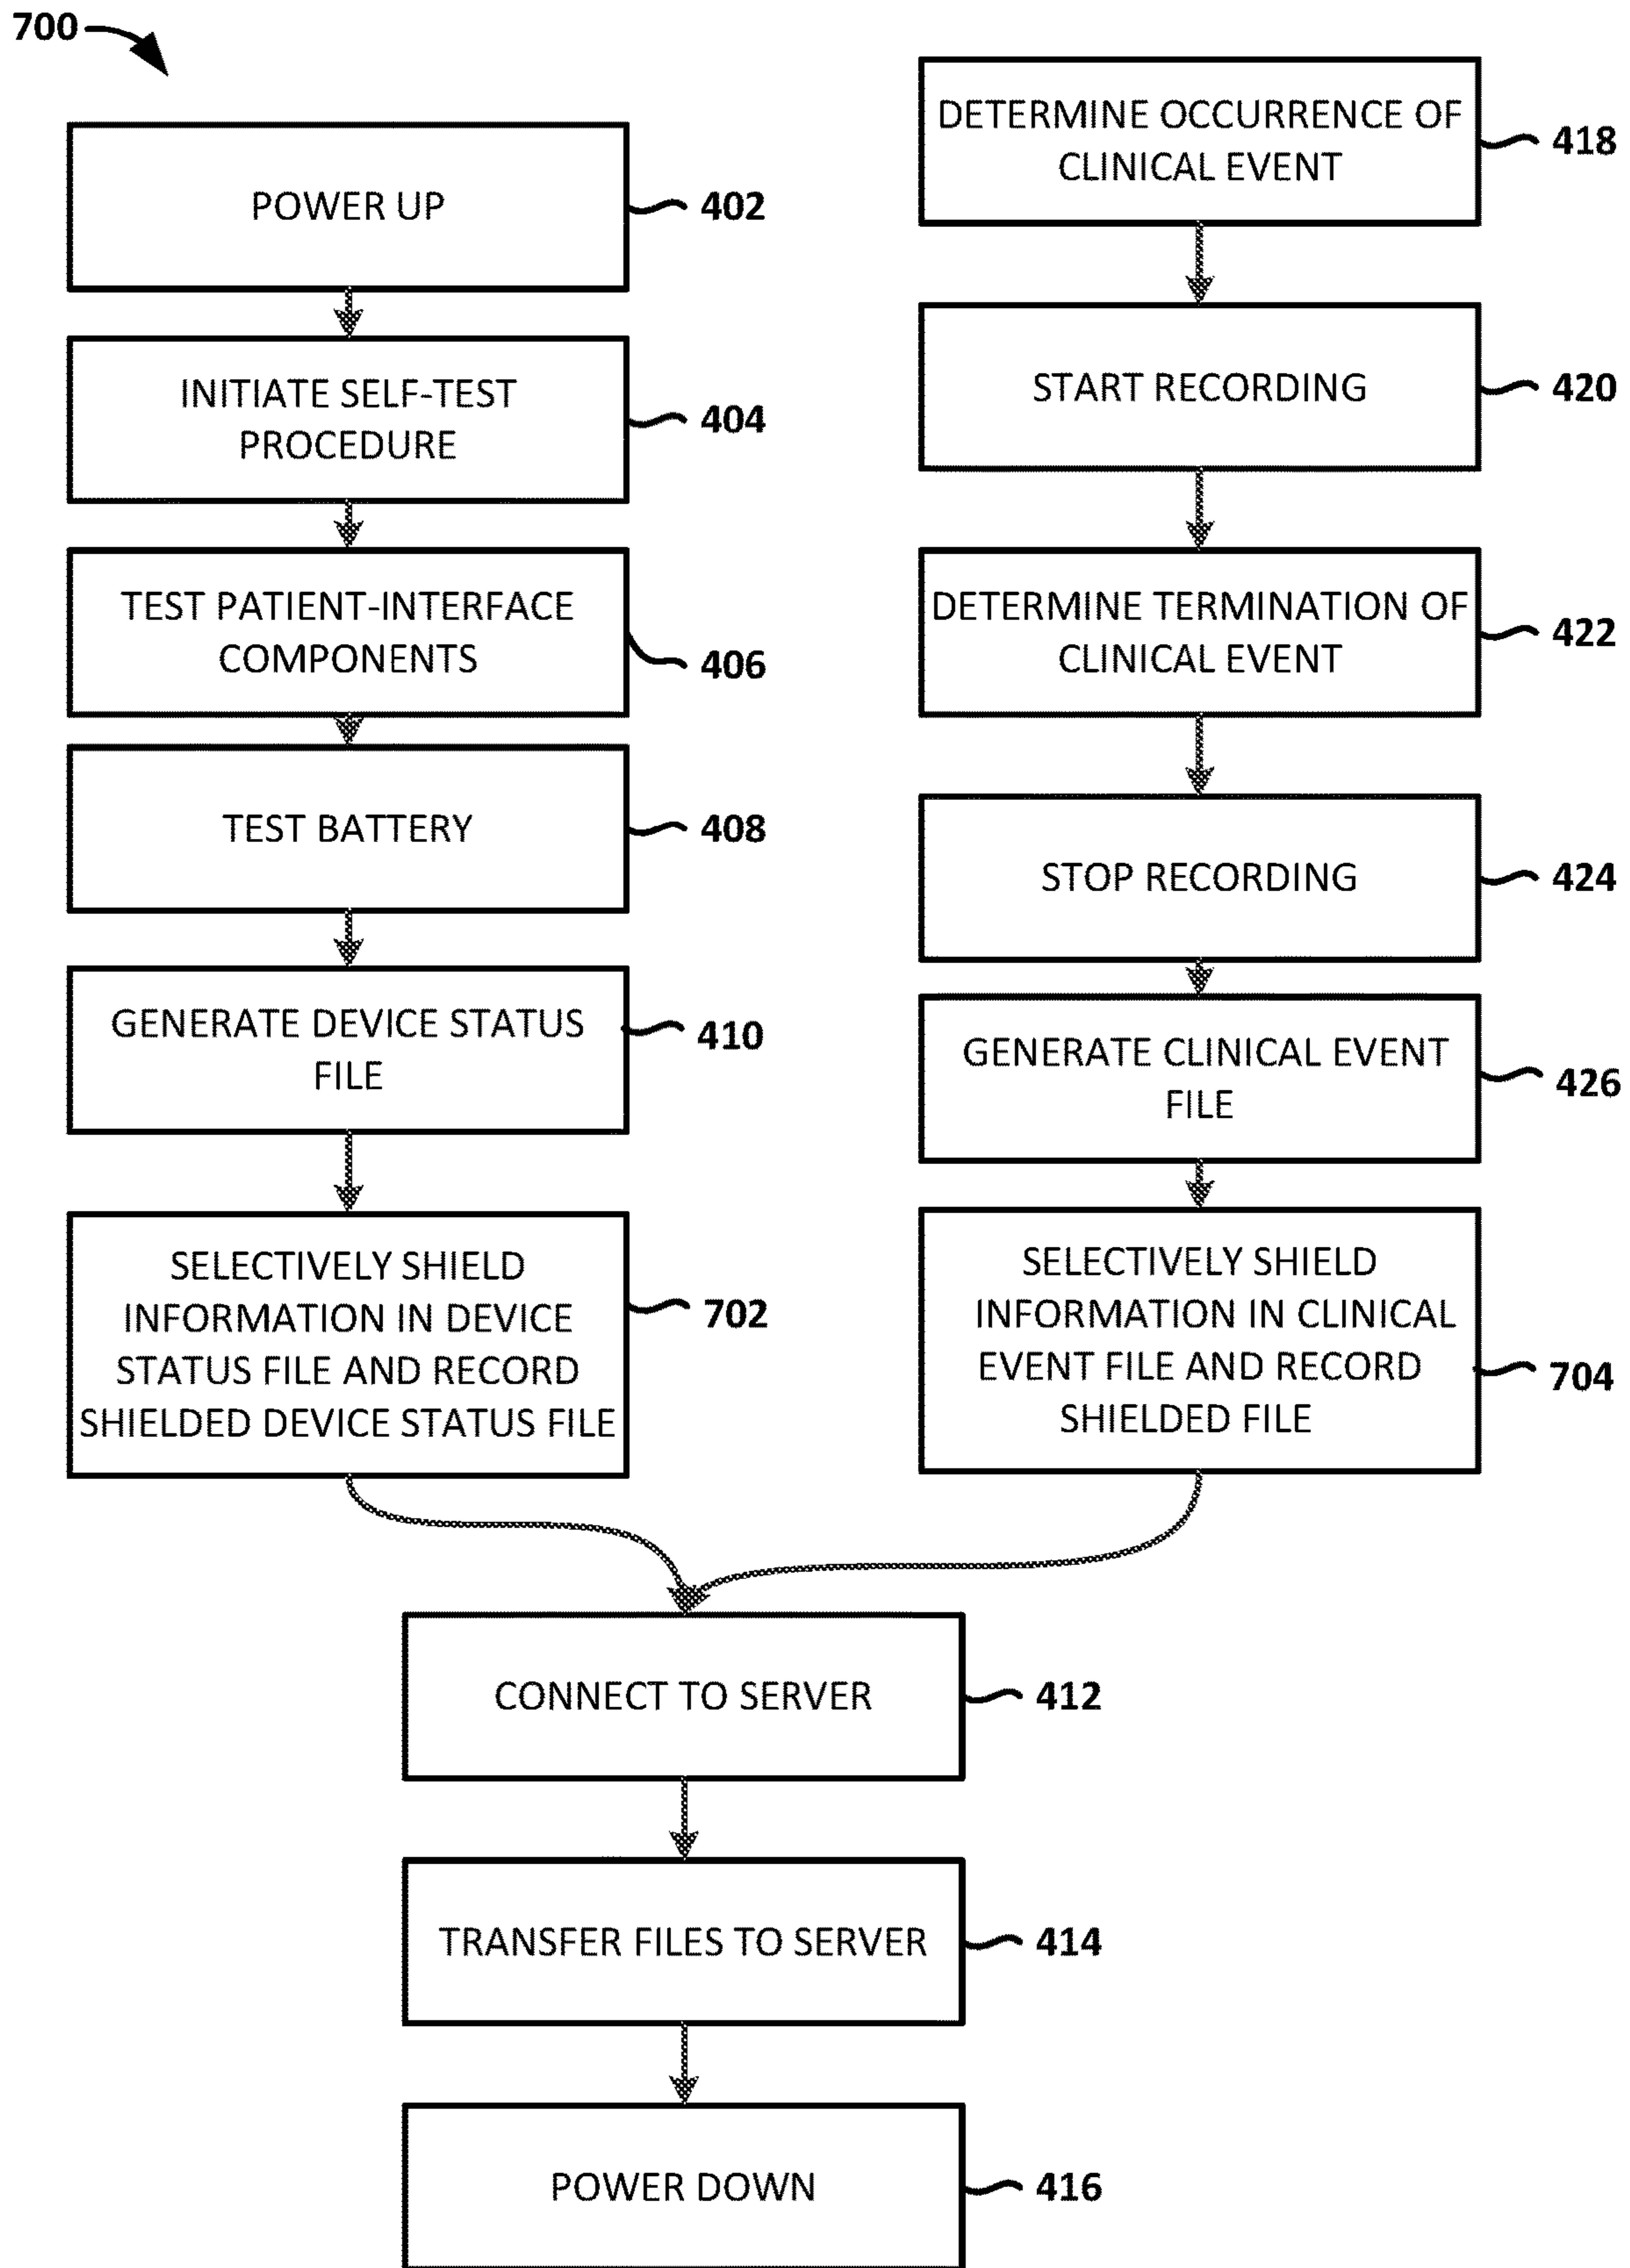 700
POWER UP
402
INITIATE SELF-TEST
PROCEDURE
404
TEST PATIENT-INTERFACE
COMPONENTS
406
TEST BATTERY
408
GENERATE DEVICE STATUS
FILE
410
SELECTIVELY SHIELD
INFORMATION IN DEVICE
STATUS FILE AND RECORD
SHIELDED DEVICE STATUS FILE
702
DETERMINE OCCURRENCE OF
CLINICAL EVENT
418
START RECORDING
420
DETERMINE TERMINATION OF
CLINICAL EVENT
422
STOP RECORDING
424
GENERATE CLINICAL EVENT
FILE
426
SELECTIVELY SHIELD
INFORMATION IN CLINICAL
EVENT FILE AND RECORD
SHIELDED FILE
704
CONNECT TO SERVER
412
TRANSFER FILES TO SERVER
414
POWER DOWN
416